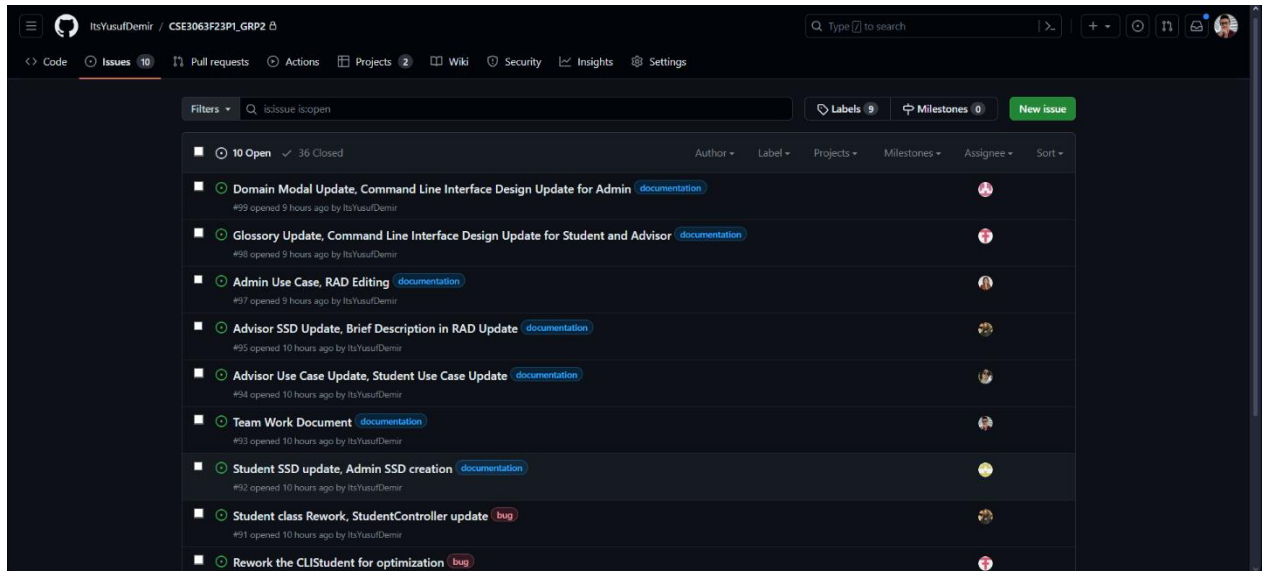 ItsYusufDemir / CSE3063F23P1_GRP2
Type / to search
Code Issues 10 Pull requests Actions Projects 2 Wiki Security Insights Settings
Filters is:issue is:open Labels 9 Milestones 0 New issue
10 Open 36 Closed Author Label Projects Milestones Assignee Sort
Domain Modal Update, Command Line Interface Design Update for Admin documentation
#99 opened 9 hours ago by ItsYusufDemir
Glossory Update, Command Line Interface Design Update for Student and Advisor documentation
#98 opened 9 hours ago by ItsYusufDemir
Admin Use Case, RAD Editing documentation
#97 opened 9 hours ago by ItsYusufDemir
Advisor SSD Update, Brief Description in RAD Update documentation
#95 opened 10 hours ago by ItsYusufDemir
Advisor Use Case Update, Student Use Case Update documentation
#94 opened 10 hours ago by ItsYusufDemir
Team Work Document documentation
#93 opened 10 hours ago by ItsYusufDemir
Student SSD update, Admin SSD creation documentation
#92 opened 10 hours ago by ItsYusufDemir
Student class Rework, StudentController update bug
#91 opened 10 hours ago by ItsYusufDemir
Rework the CLIStudent for optimization bug